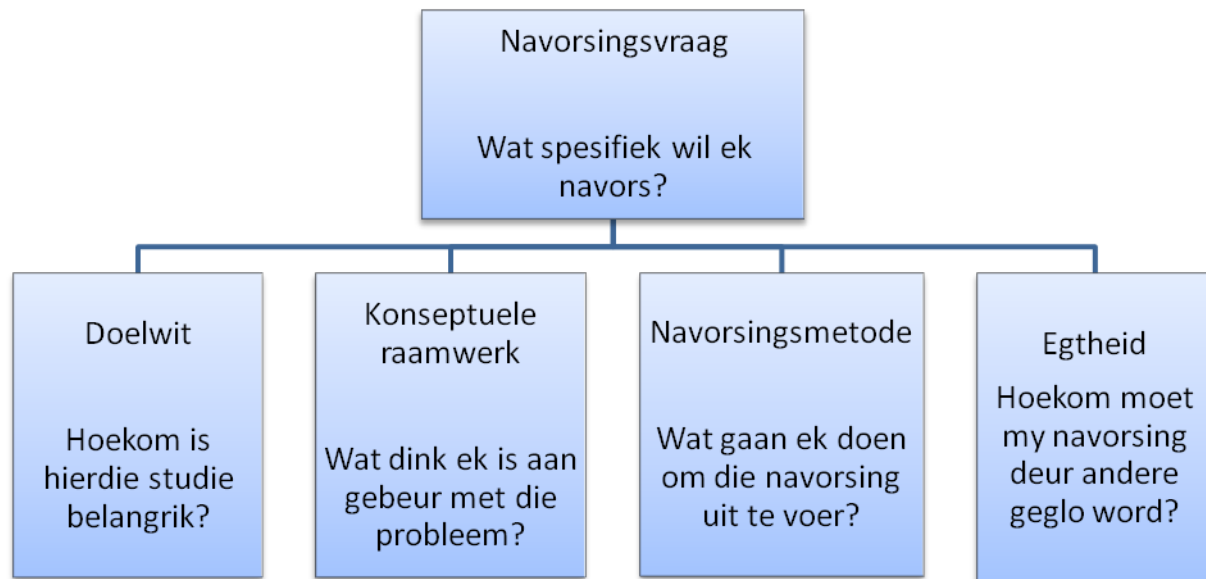 Navorsingsvraag
Wat spesifiek wil ek
navors?
Doelwit
Hoekom is
hierdie studie
belangrik?
Konseptuele
raamwerk
Wat dink ek is aan
gebeur met die
probleem?
Navorsingsmetode
Wat gaan ek doen
om die navorsing
uit te voer?
Egtheid
Hoekom moet
my navorsing
deur andere
geglo word?